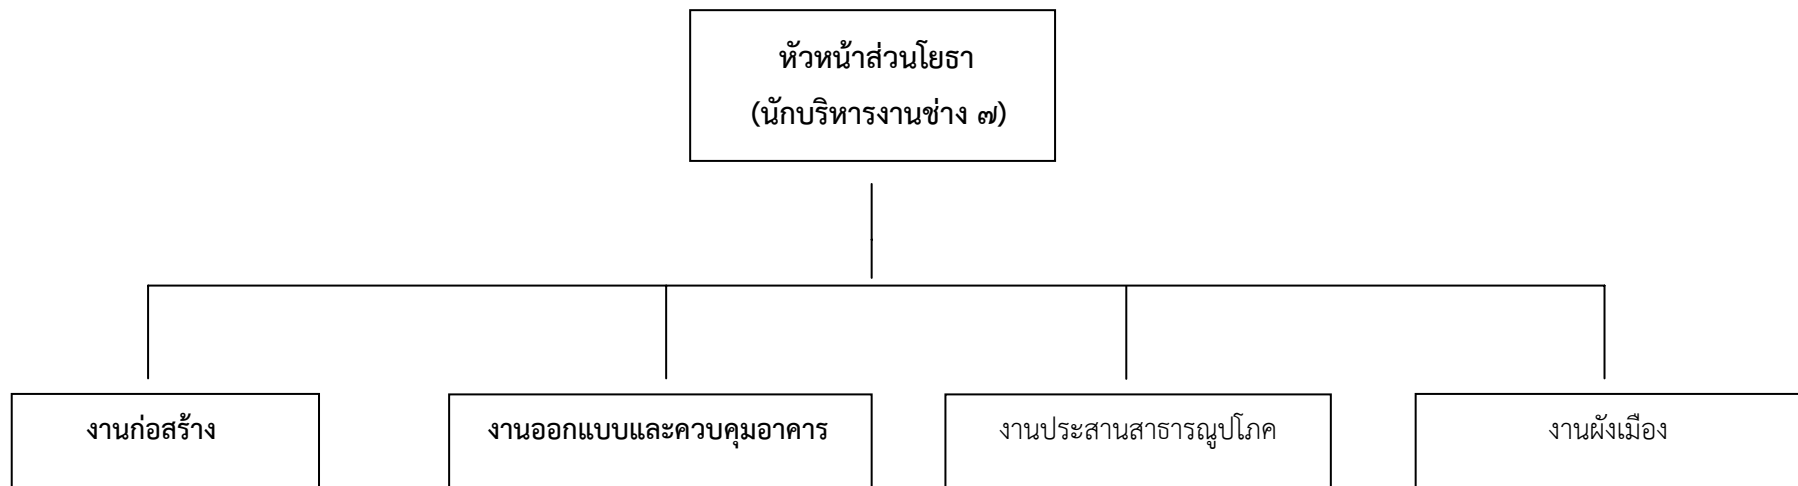 หัวหน้าส่วนโยธา
(นักบริหารงานช่าง ๗)
งานก่อสร้าง
งานออกแบบและควบคุมอาคาร
งานประสานสาธารณูปโภค
งานผังเมือง